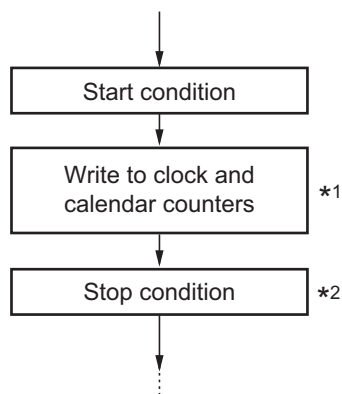 Start condition
Write to clock and
calendar counters
*1
Stop condition
*2